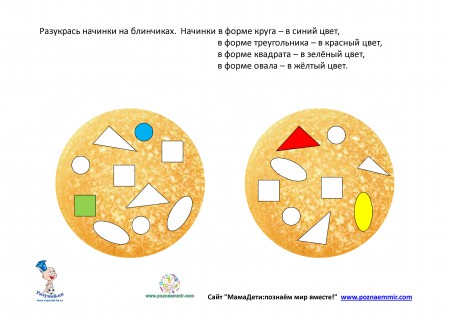 Разукрась начинки на блинчиках.  Начинки в форме круга – в синий цвет,
в форме треугольника – в красный цвет,
в форме квадрата – в зелёный цвет,
в форме овала – в жёлтый цвет.
www.poznaemmir.com
Сайт "МамаДети:познаём мир вместе!"  www.poznaemmir.com